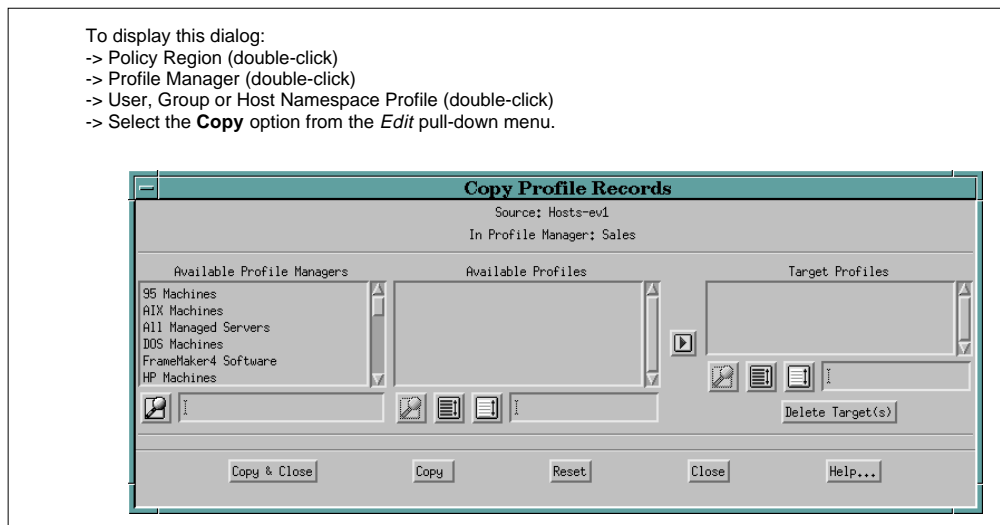 To display this dialog:
-> Policy Region (double-click)
-> Profile Manager (double-click)
-> User, Group or Host Namespace Profile (double-click)
-> Select the Copy option from the Edit pull-down menu.
Copy Profile Records
Source: Hosts-ev1
In Profile Manager: Sales
Available Profile Managers
95 Machines
AIX Machines
All Managed Servers
DOS Machines
FrameMaker4 Software
HP Machines
Available Profiles
Target Profiles
Delete Target(s)
Copy & Close
Copy
Reset
Close
Help...